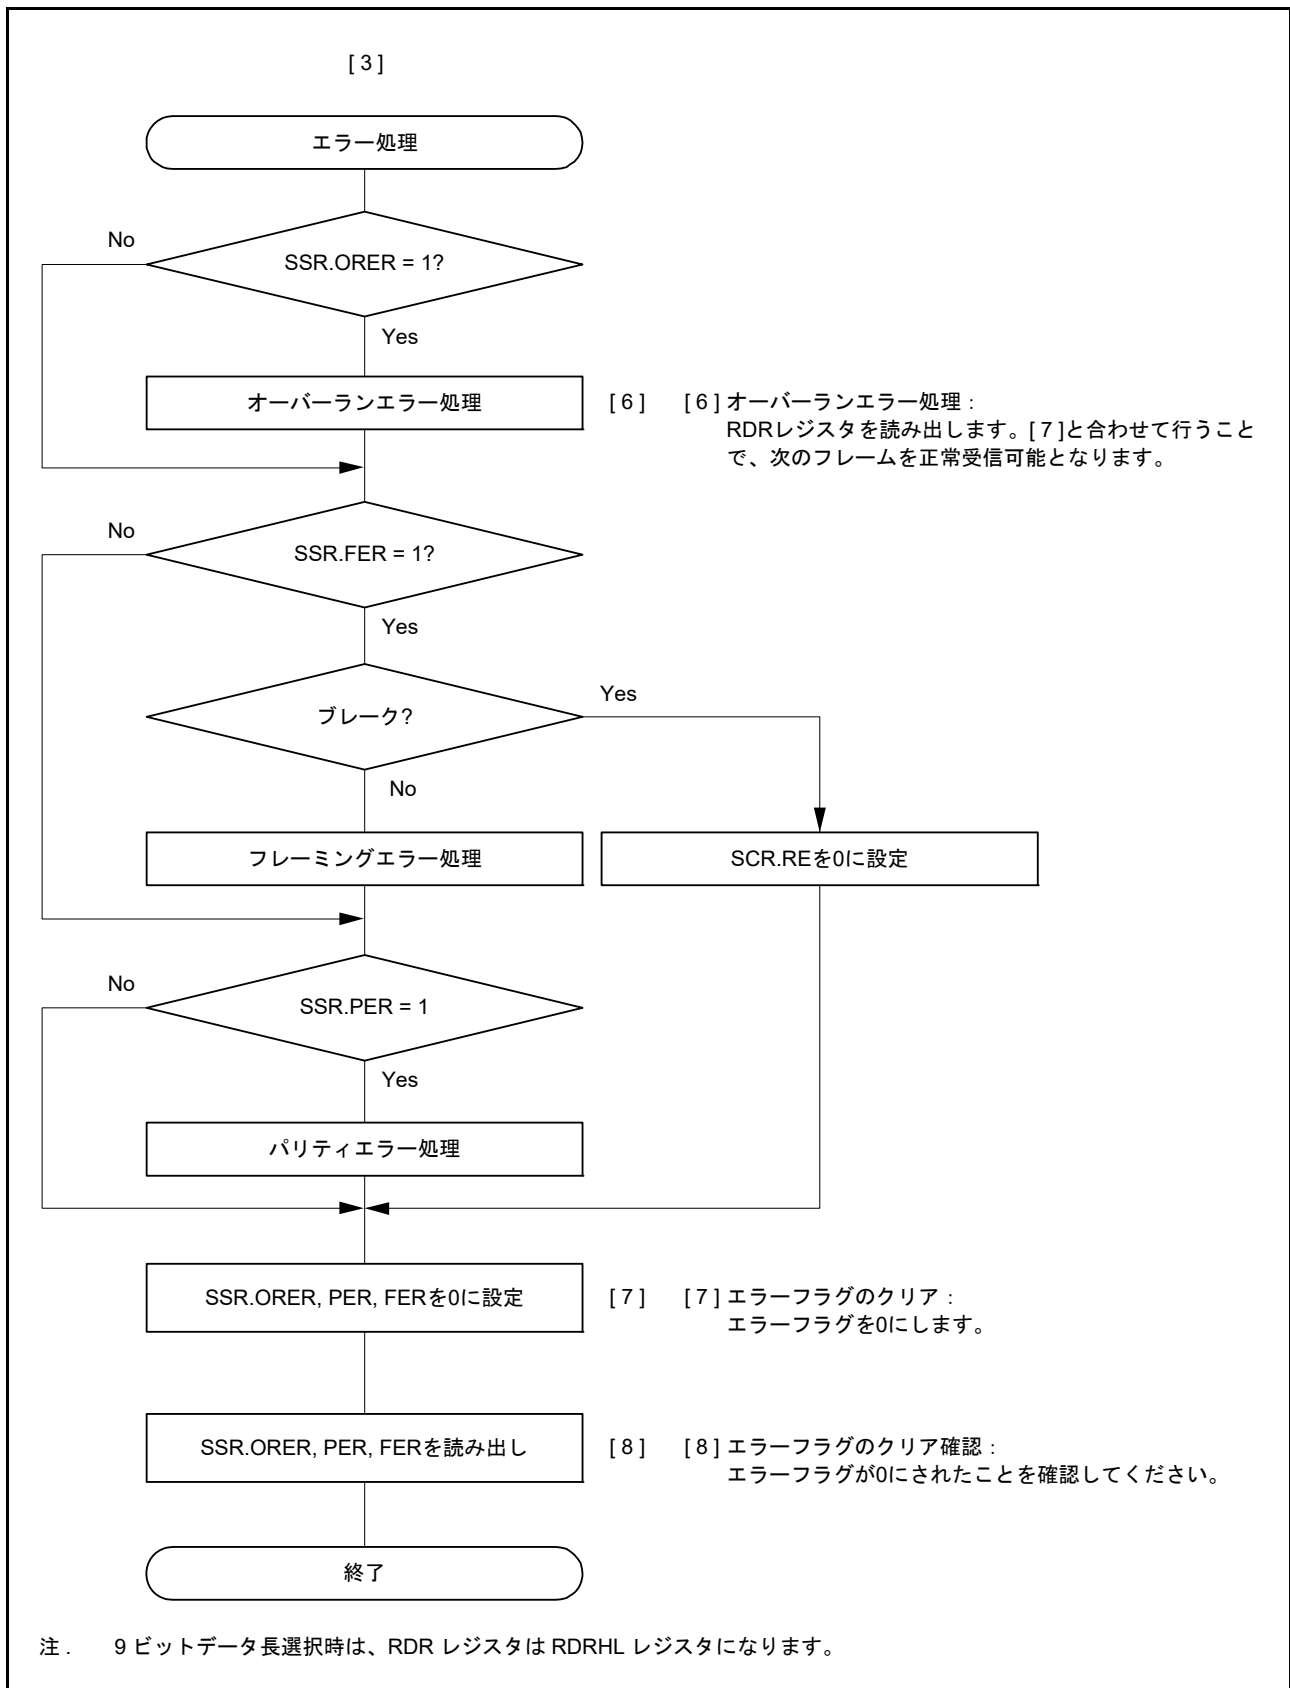 [ 3 ]
エラー処理
No
SSR.ORER = 1?
Yes
オーバーランエラー処理
[ 6 ]
[ 6 ] オーバーランエラー処理：
RDRレジスタを読み出します。[ 7 ]と合わせて行うこと
で、次のフレームを正常受信可能となります。
No
SSR.FER = 1?
Yes
ブレーク?
Yes
No
フレーミングエラー処理
SCR.REを0に設定
No
SSR.PER = 1
Yes
パリティエラー処理
SSR.ORER, PER, FERを0に設定
[ 7 ]
[ 7 ] エラーフラグのクリア：
エラーフラグを0にします。
SSR.ORER, PER, FERを読み出し
[ 8 ]
[ 8 ] エラーフラグのクリア確認：
エラーフラグが0にされたことを確認してください。
終了
注 . 9 ビットデータ長選択時は、RDR レジスタは RDRHL レジスタになります。